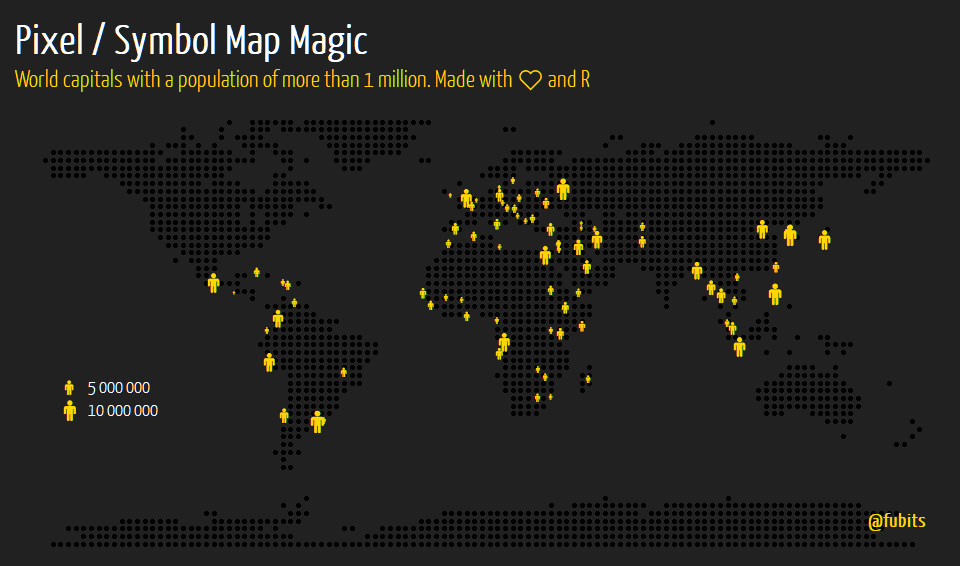 Pixel / Symbol Map Magic
World capitals with a population of more than 1 million. Made with ♡ and R
5 000 000
10 000 000
@fubits